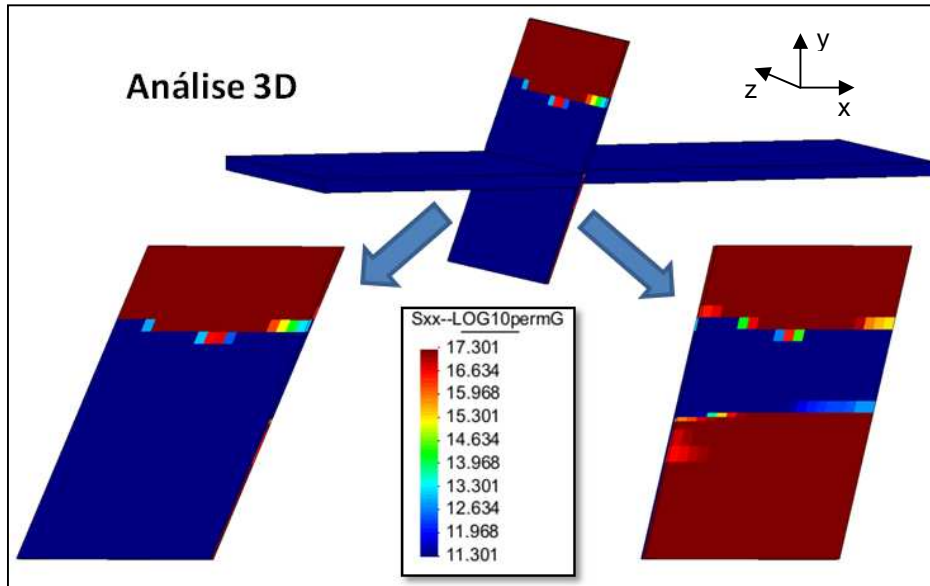 Análise 3D
y
z
x
Sxx--LOG10permG
17.301
16.634
15.968
15.301
14.634
13.968
13.301
12.634
11.968
11.301